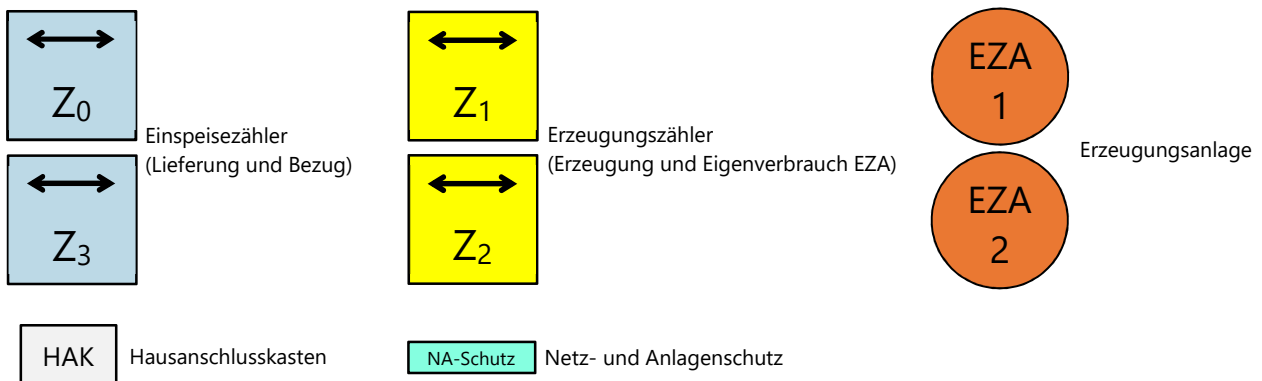 Z0
Einspeisezähler
(Lieferung und Bezug)
Z3
Z1
Erzeugungszähler
(Erzeugung und Eigenverbrauch EZA)
Z2
EZA
1
Erzeugungsanlage
EZA
2
HAK
Hausanschlusskasten
NA-Schutz
Netz- und Anlagenschutz